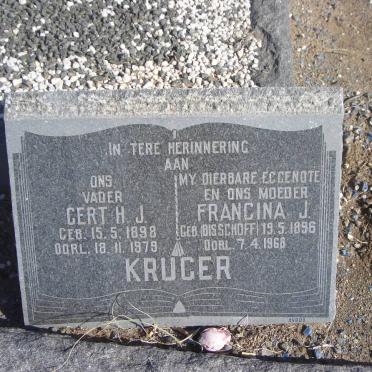 IN TERE HERINNERING
AAN
ONS
VADER
GERT H. J.
GEB. 15. 5. 1898
OORL. 18. 11. 1979
MY DIERBARE EGGENOTE
EN ONS MOEDER
FRANCINA J.
(GEB. BISSCHOFF) 19. 5. 1896
OORL. 7. 4. 1968
KRUGER